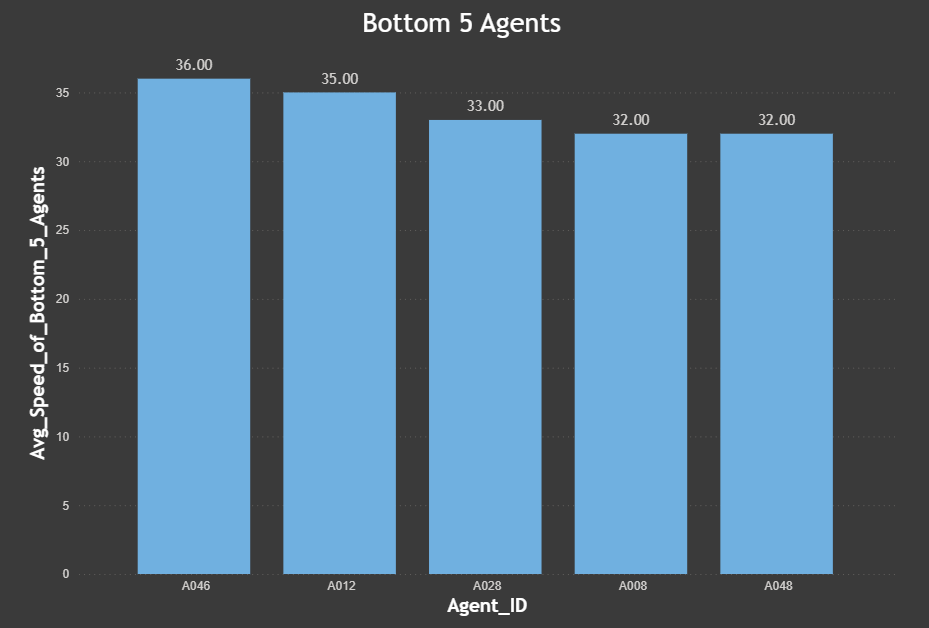 Bottom 5 Agents
Avg_Speed_of_Bottom_5_Agents
36.00
35.00
33.00
32.00
32.00
35
30
25
20
15
10
5
0
A046
A012
A028
A008
A048
Agent_ID